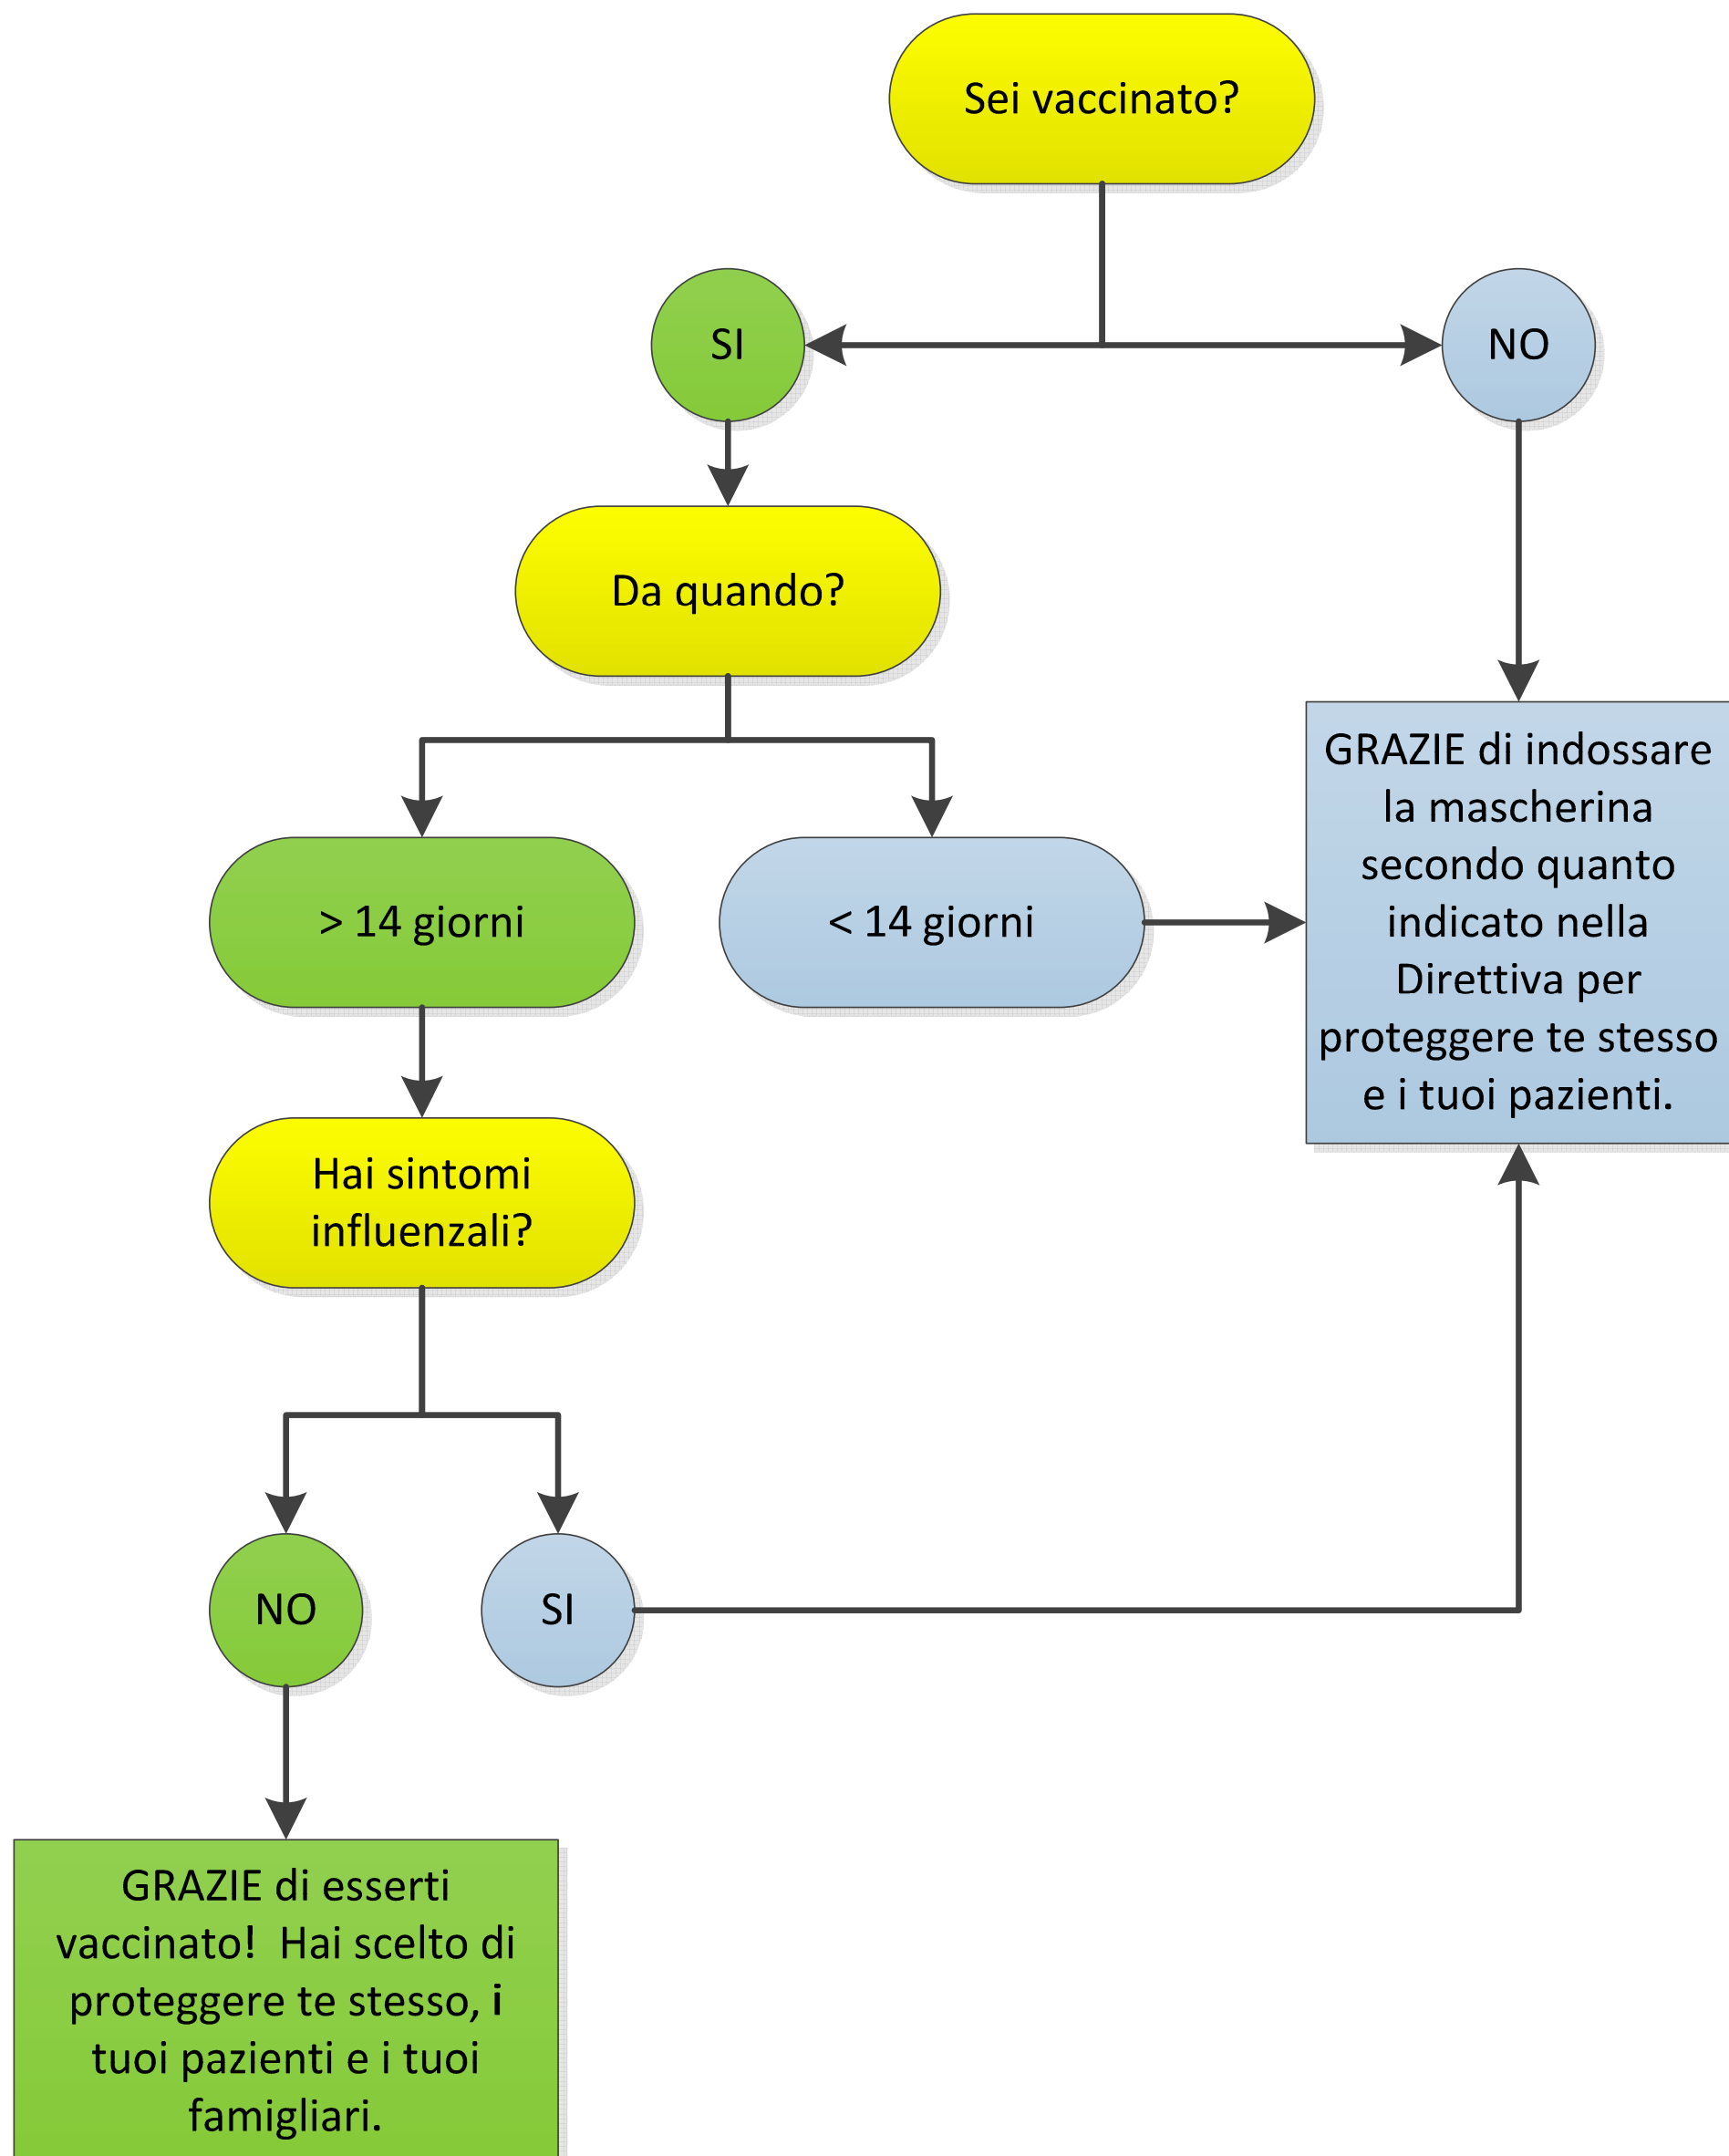 Sei vaccinato?
SI
NO
Da quando?
GRAZIE di indossare
la mascherina
secondo quanto
indicato nella
Direttiva per
proteggere te stesso
e i tuoi pazienti.
> 14 giorni
< 14 giorni
Hai sintomi
influenzali?
NO
SI
GRAZIE di esserti
vaccinato!  Hai scelto di
proteggere te stesso, i
tuoi pazienti e i tuoi
famigliari.